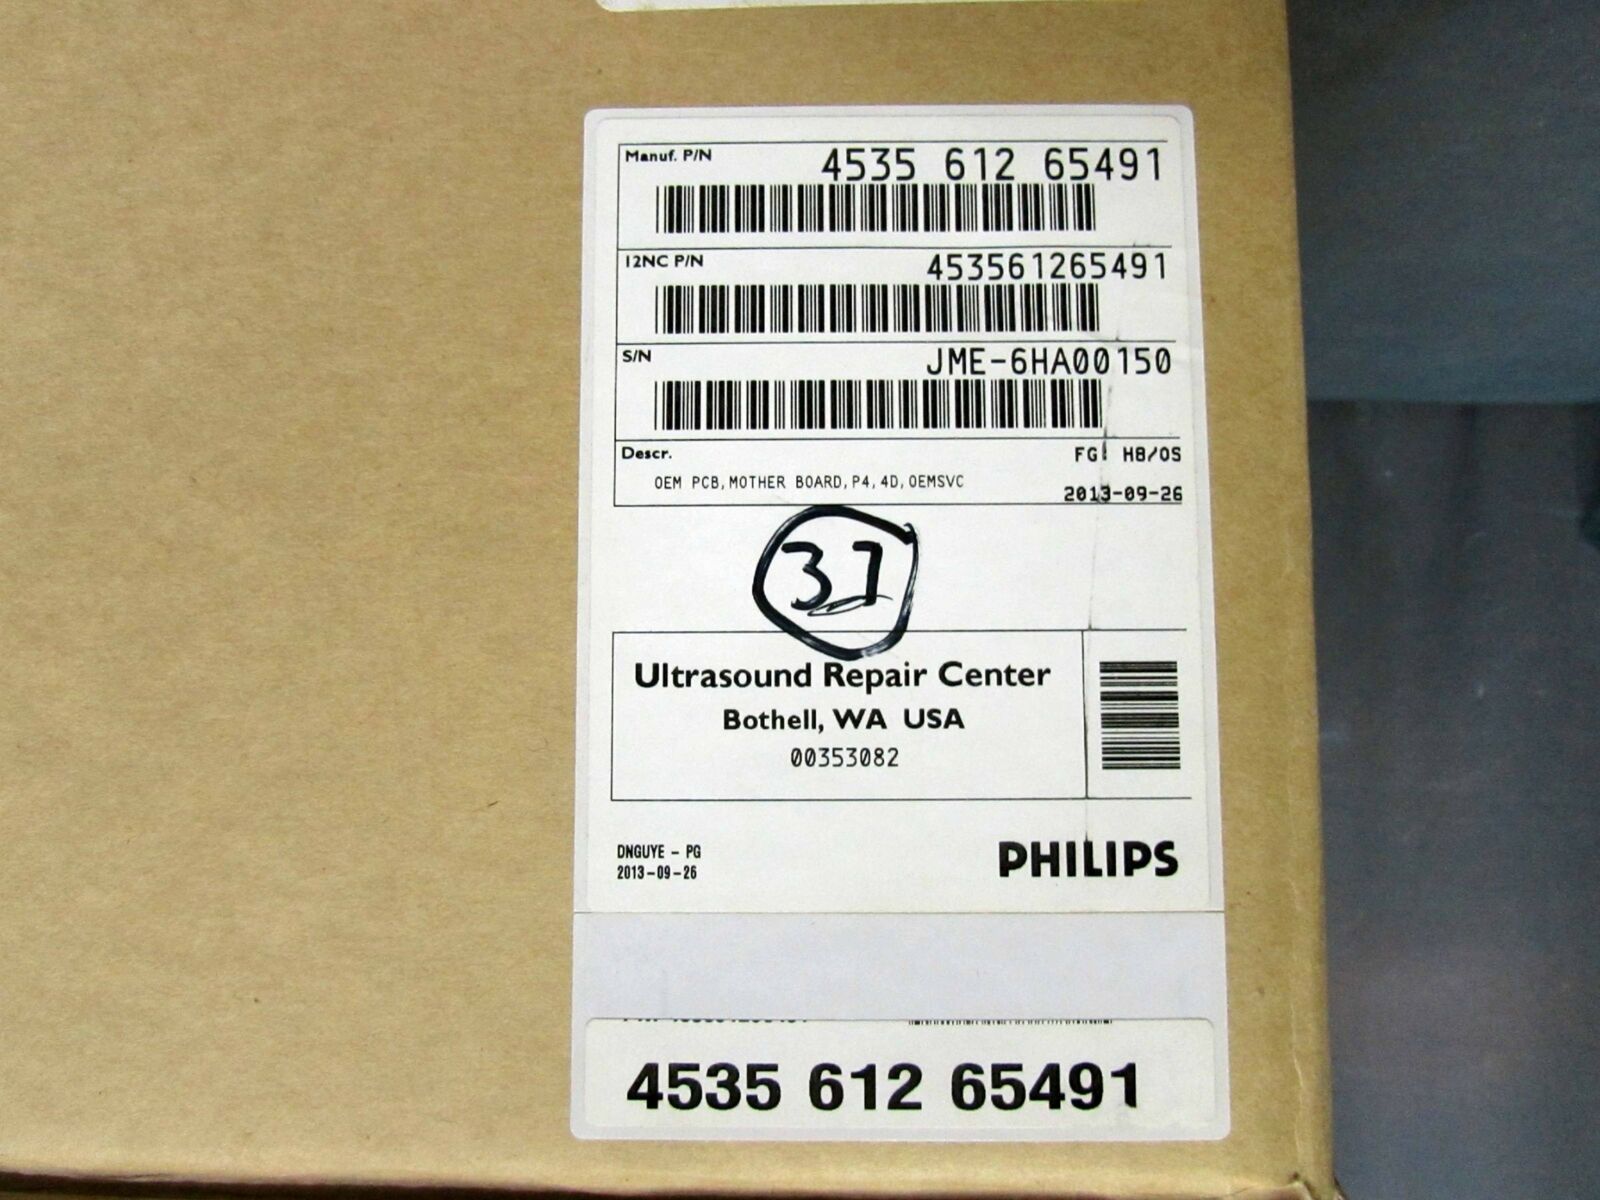 Manuf. P/N
4535 612 65491
12NC P/N
453561265491
S/N
JME-6HA00150
Descr.
FG: H8/OS
OEM PCB, MOTHER BOARD, P4, 4D, OEMSVC
2013-09-26
37
Ultrasound Repair Center
Bothell, WA USA
00353082
DNGUYE - PG
2013-09-26
PHILIPS
4535 612 65491